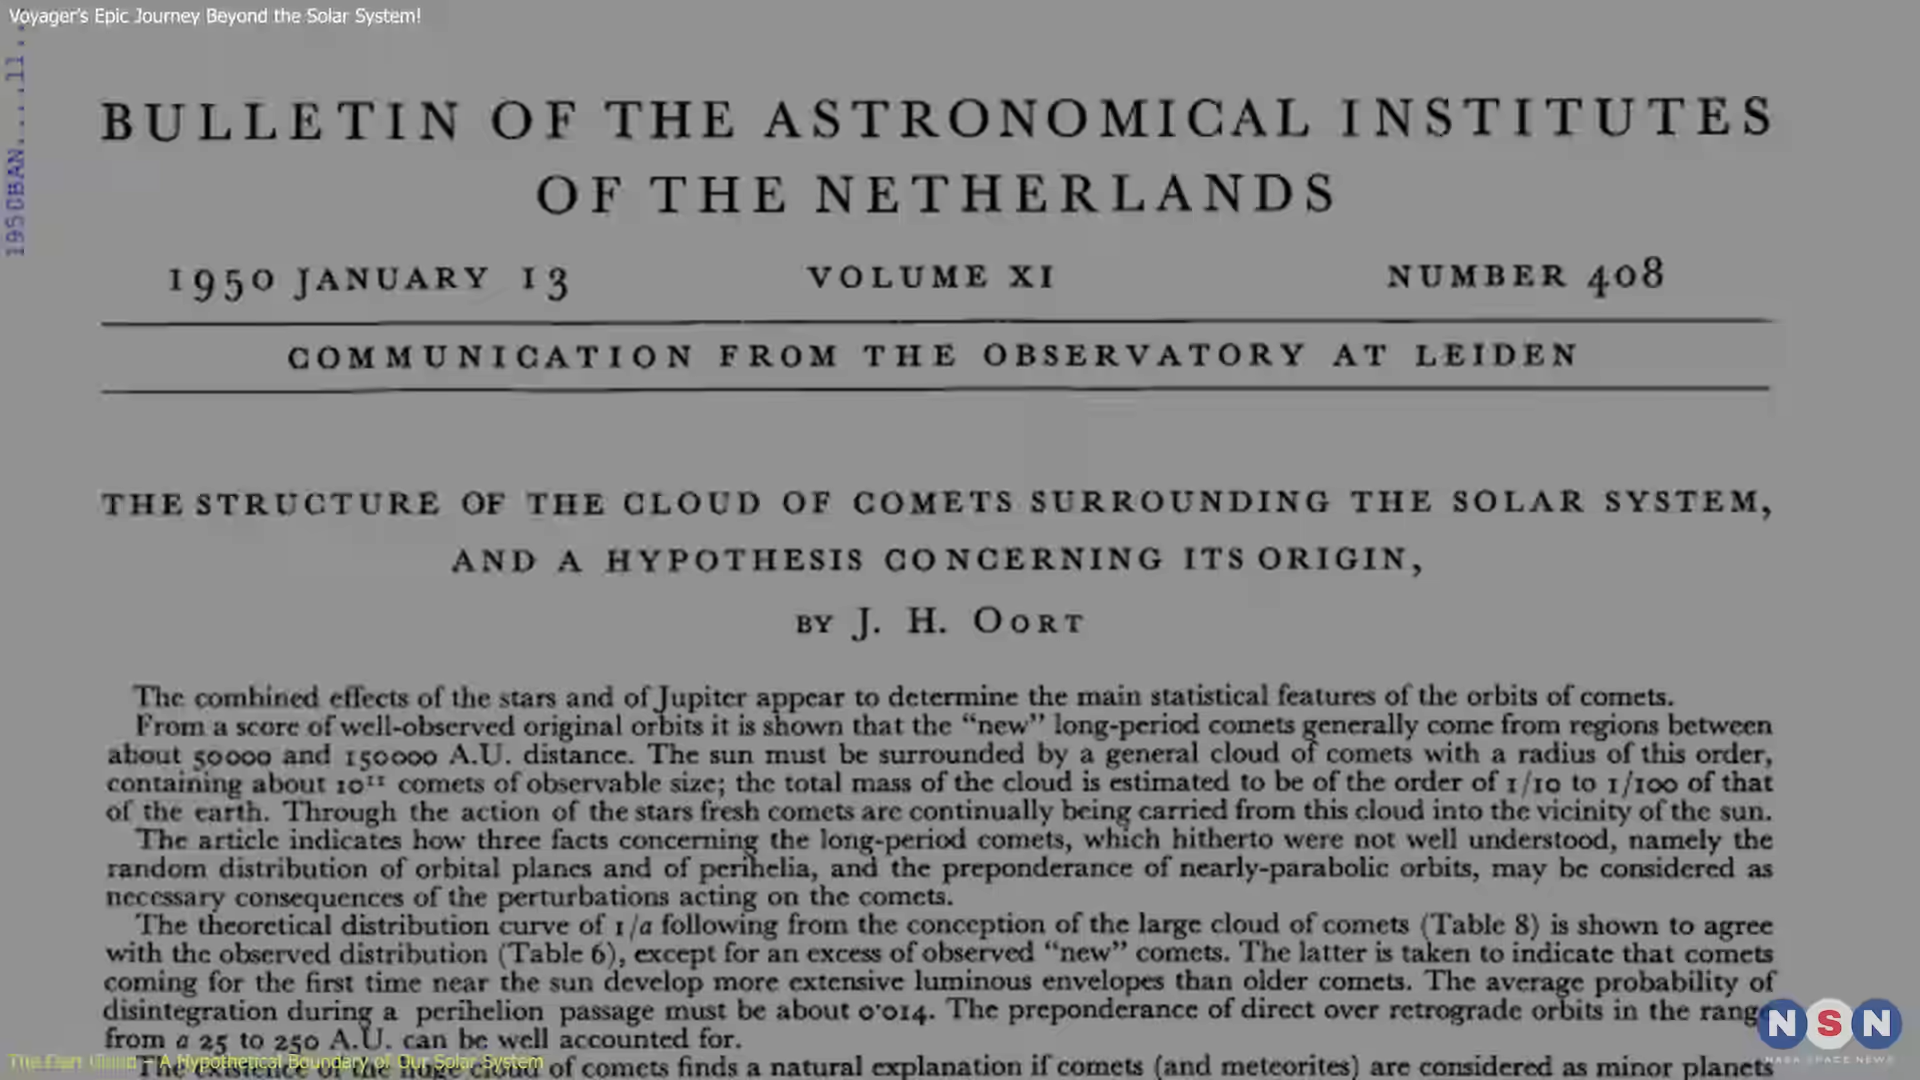 Voyager's Epic Journey Beyond the Solar System!
1950BAN.....11..
BULLETIN OF THE ASTRONOMICAL INSTITUTES
OF THE NETHERLANDS
1950 JANUARY 13 VOLUME XI NUMBER 408
COMMUNICATION FROM THE OBSERVATORY AT LEIDEN
THE STRUCTURE OF THE CLOUD OF COMETS SURROUNDING THE SOLAR SYSTEM,
AND A HYPOTHESIS CONCERNING ITS ORIGIN,
BY J. H. OORT
The combined effects of the stars and of Jupiter appear to determine the main statistical features of the orbits of comets.
From a score of well-observed original orbits it is shown that the “new” long-period comets generally come from regions between
about 50000 and 150000 A.U. distance. The sun must be surrounded by a general cloud of comets with a radius of this order,
containing about 10¹¹ comets of observable size; the total mass of the cloud is estimated to be of the order of 1/10 to 1/100 of that
of the earth. Through the action of the stars fresh comets are continually being carried from this cloud into the vicinity of the sun.
The article indicates how three facts concerning the long-period comets, which hitherto were not well understood, namely the
random distribution of orbital planes and of perihelia, and the preponderance of nearly-parabolic orbits, may be considered as
necessary consequences of the perturbations acting on the comets.
The theoretical distribution curve of 1/a following from the conception of the large cloud of comets (Table 8) is shown to agree
with the observed distribution (Table 6), except for an excess of observed “new” comets. The latter is taken to indicate that comets
coming for the first time near the sun develop more extensive luminous envelopes than older comets. The average probability of
disintegration during a perihelion passage must be about 0·014. The preponderance of direct over retrograde orbits in the range
from a 25 to 250 A.U. can be well accounted for.
The existence of the huge cloud of comets finds a natural explanation if comets (and meteorites) are considered as minor planets
The Oort Cloud – A Hypothetical Boundary of Our Solar System
NSN
NASA SPACE NEWS